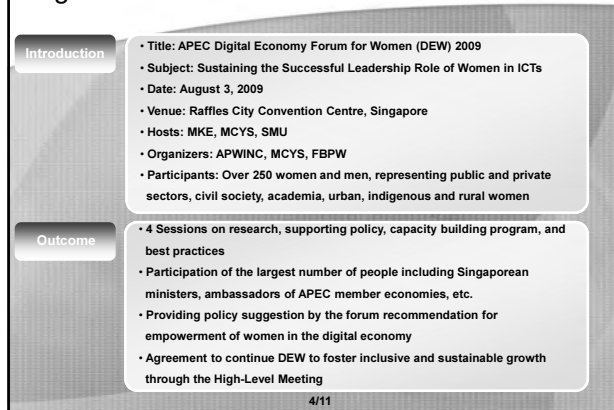 Introduction
• Title: APEC Digital Economy Forum for Women (DEW) 2009
• Subject: Sustaining the Successful Leadership Role of Women in ICTs
• Date: August 3, 2009
• Venue: Raffles City Convention Centre, Singapore
• Hosts: MKE, MCYS, SMU
• Organizers: APWINC, MCYS, FBPW
• Participants: Over 250 women and men, representing public and private
sectors, civil society, academia, urban, indigenous and rural women
Outcome
• 4 Sessions on research, supporting policy, capacity building program, and
best practices
• Participation of the largest number of people including Singaporean
ministers, ambassadors of APEC member economies, etc.
• Providing policy suggestion by the forum recommendation for
empowerment of women in the digital economy
• Agreement to continue DEW to foster inclusive and sustainable growth
through the High-Level Meeting
4/11